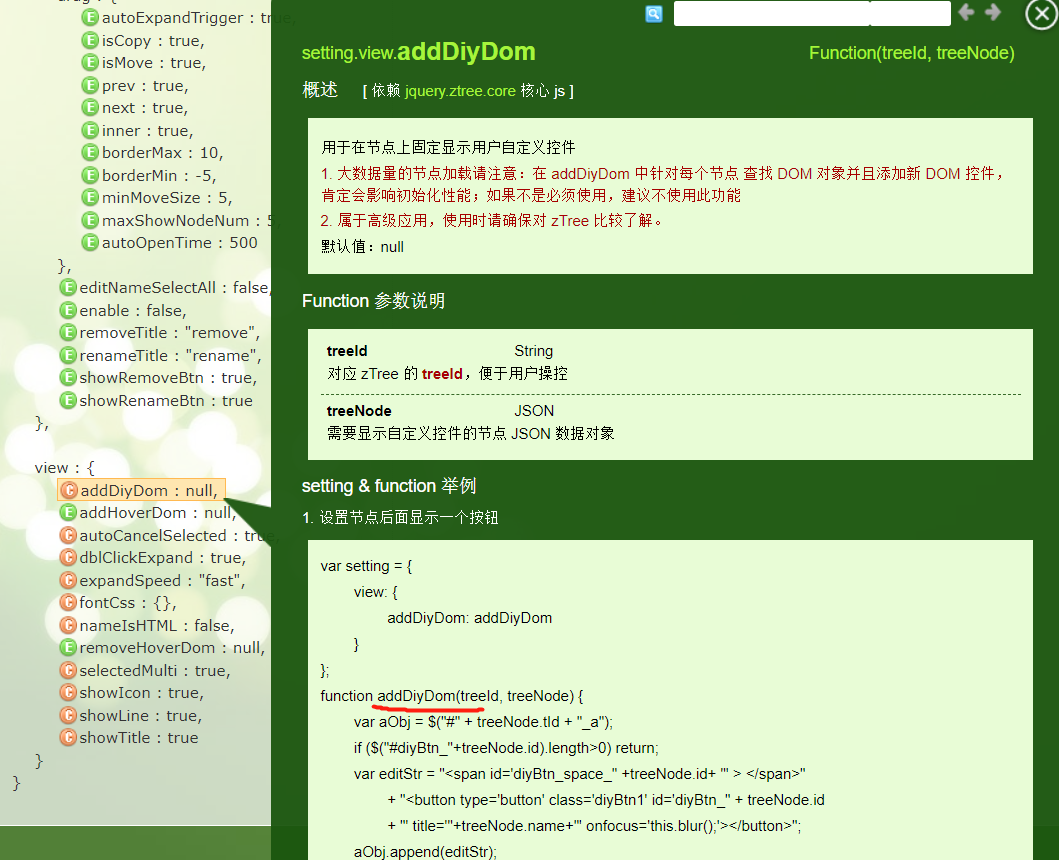 drag : {
autoExpandTrigger : true,
isCopy : true,
isMove : true,
prev : true,
next : true,
inner : true,
borderMax : 10,
borderMin : -5,
minMoveSize : 5,
maxShowNodeNum : 5
autoOpenTime : 500
},
editNameSelectAll : false,
enable : false,
removeTitle : "remove",
renameTitle : "rename",
showRemoveBtn : true,
showRenameBtn : true
},
view : {
addDiyDom : null,
addHoverDom : null,
autoCancelSelected : true,
dblClickExpand : true,
expandSpeed : "fast",
fontCss : {},
nameIsHTML : false,
removeHoverDom : null,
selectedMulti : true,
showIcon : true,
showLine : true,
showTitle : true
}
}
setting.view.addDiyDom Function(treeId, treeNode)
概述 [ 依赖 jquery.ztree.core 核心 js ]
用于在节点上固定显示用户自定义控件
1. 大数据量的节点加载请注意：在 addDiyDom 中针对每个节点 查找 DOM 对象并且添加新 DOM 控件，
肯定会影响初始化性能；如果不是必须使用，建议不使用此功能
2. 属于高级应用，使用时请确保对 zTree 比较了解。
默认值：null
Function 参数说明
treeId String
对应 zTree 的 treeId，便于用户操控
treeNode JSON
需要显示自定义控件的节点 JSON 数据对象
setting & function 举例
1. 设置节点后面显示一个按钮
var setting = {
view: {
addDiyDom: addDiyDom
}
};
function addDiyDom(treeId, treeNode) {
var aObj = $("#" + treeNode.tId + "_a");
if ($("#diyBtn_"+treeNode.id).length>0) return;
var editStr = "<span id='diyBtn_space_" +treeNode.id+ "' > </span>"
+ "<button type='button' class='diyBtn1' id='diyBtn_" + treeNode.id
+ "' title='"+treeNode.name+"' onfocus='this.blur();'></button>";
aObj.append(editStr);